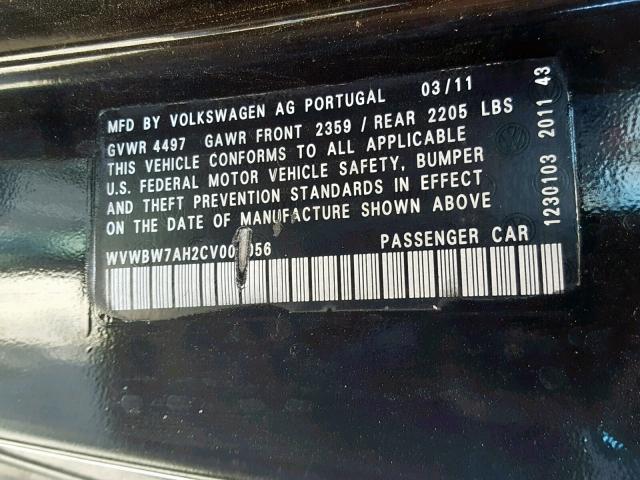 MFD BY VOLKSWAGEN AG PORTUGAL 03/11
GVWR 4497 GAWR FRONT 2359 / REAR 2205 LBS
THIS VEHICLE CONFORMS TO ALL APPLICABLE
U.S. FEDERAL MOTOR VEHICLE SAFETY, BUMPER
AND THEFT PREVENTION STANDARDS IN EFFECT
ON THE DATE OF MANUFACTURE SHOWN ABOVE
PASSENGER CAR
1230103 2011 43